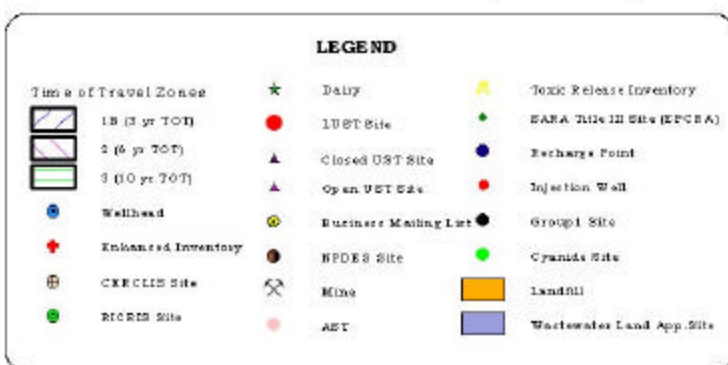 LEGEND
Time of Travel Zones
1B (3 yr TOT)
2 (6 yr TOT)
3 (10 yr TOT)
Wellhead
Enhanced Inventory
CERCLIS Site
RICRIS Site
Dairy
LUST Site
Closed UST Site
Open UST Site
Business Mailing List
NPDES Site
Mine
AST
Toxic Release Inventory
SARA Title III Site (EPCRA)
Recharge Point
Injection Well
Group1 Site
Cyanide Site
Landfill
Wastewater Land App.Site